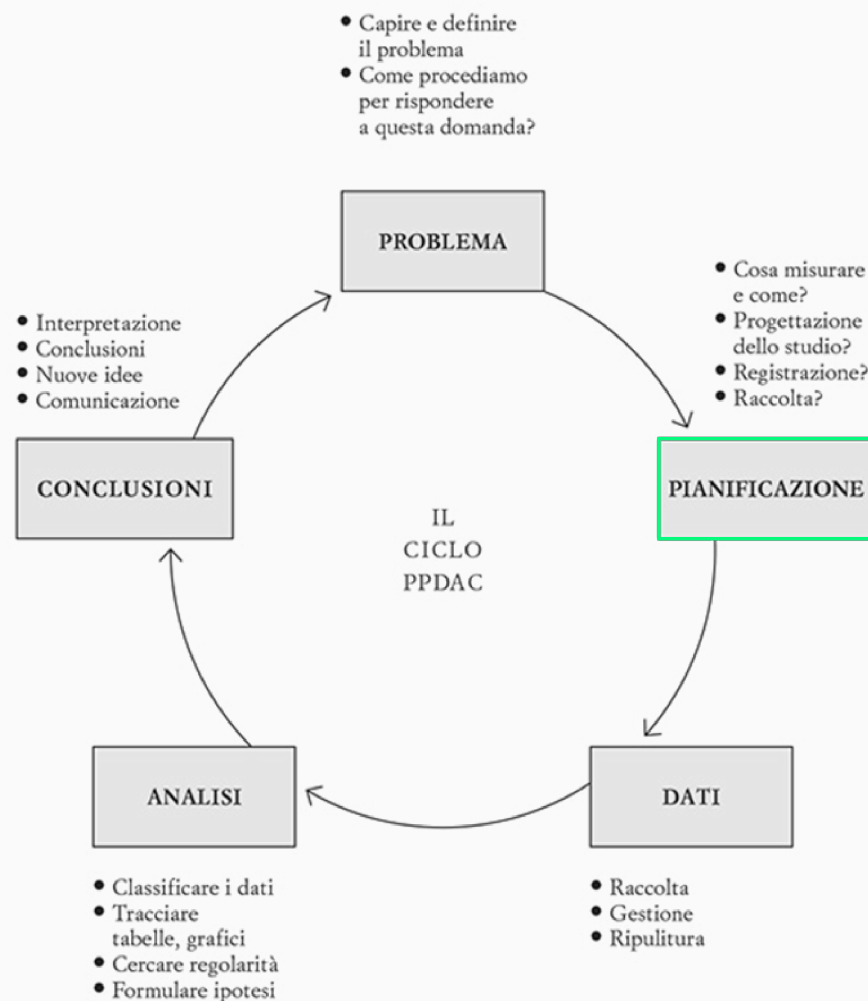 • Capire e definire
il problema
• Come procediamo
per rispondere
a questa domanda?
PROBLEMA
• Cosa misurare
e come?
• Progettazione
dello studio?
• Registrazione?
• Raccolta?
PIANIFICAZIONE
• Interpretazione
• Conclusioni
• Nuove idee
• Comunicazione
CONCLUSIONI
IL
CICLO
PPDAC
ANALISI
• Classificare i dati
• Tracciare
tabelle, grafici
• Cercare regolarità
• Formulare ipotesi
DATI
• Raccolta
• Gestione
• Ripulitura